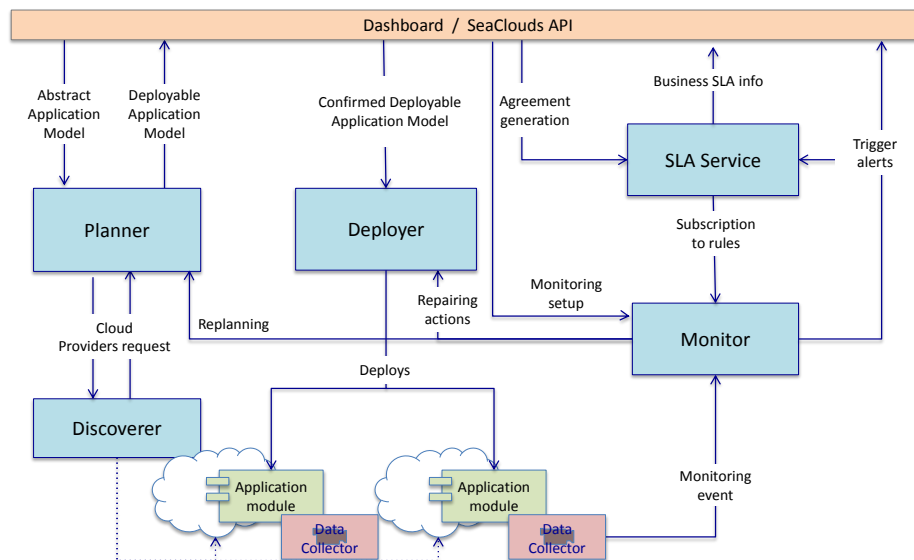 Dashboard / SeaClouds API
Abstract
Application
Model
Deployable
Application
Model
Confirmed Deployable
Application Model
Agreement
generation
Business SLA info
Trigger
alerts
SLA Service
Planner
Deployer
Subscription
to rules
Monitoring
setup
Repairing
actions
Replanning
Cloud
Providers request
Monitor
Deploys
Discoverer
Application
module
Data
Collector
Application
module
Data
Collector
Monitoring
event